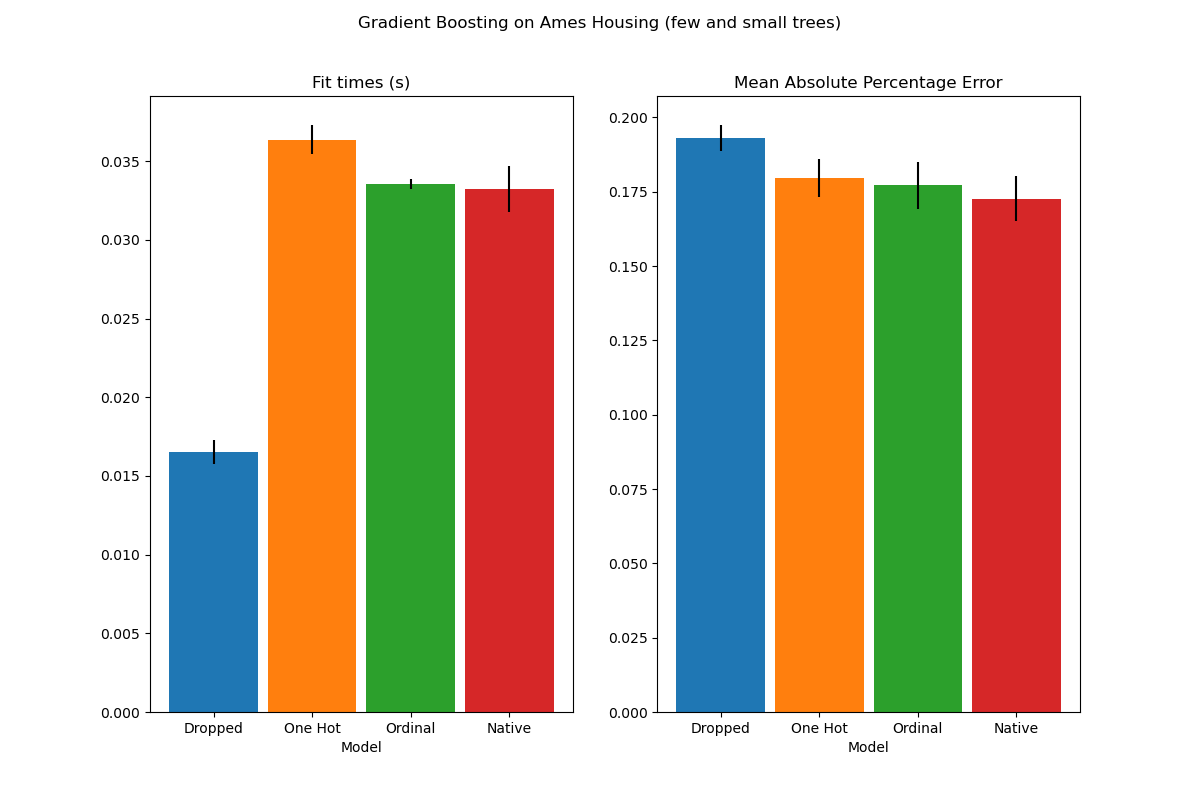 Gradient Boosting on Ames Housing (few and small trees)
Fit times (s)
0.035
0.030
0.025
0.020
0.015
0.010
0.005
0.000
Dropped One Hot Ordinal Native
Model
Mean Absolute Percentage Error
0.200
0.175
0.150
0.125
0.100
0.075
0.050
0.025
0.000
Dropped One Hot Ordinal Native
Model